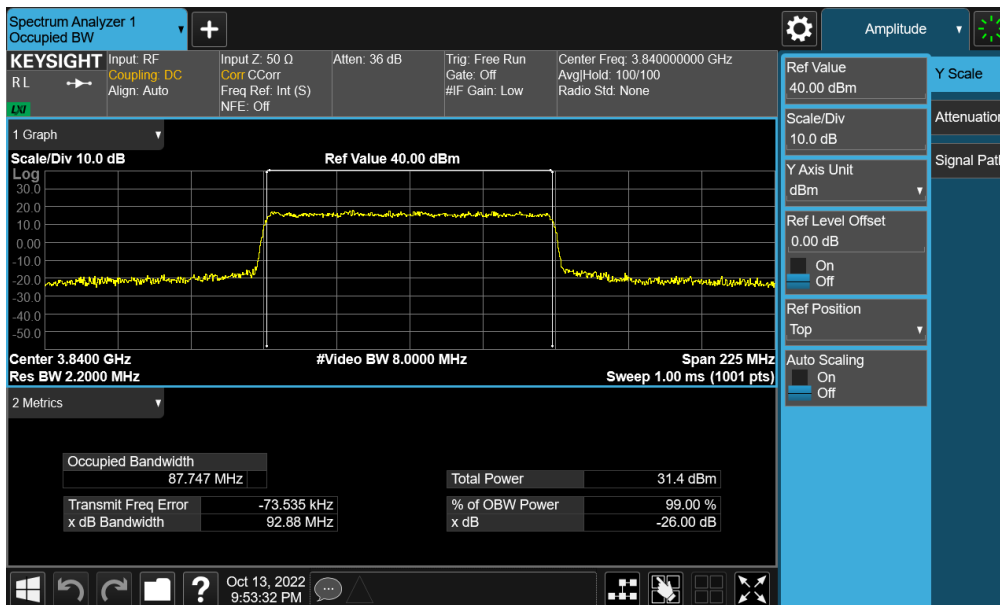 Spectrum Analyzer 1
Occupied BW
+
Amplitude
KEYSIGHT
R L
LXI
Input: RF
Coupling: DC
Align: Auto
Input Z: 50 Ω
Corr CCorr
Freq Ref: Int (S)
NFE: Off
Atten: 36 dB
Trig: Free Run
Gate: Off
#IF Gain: Low
Center Freq: 3.840000000 GHz
Avg|Hold: 100/100
Radio Std: None
1 Graph
Scale/Div 10.0 dB
Ref Value 40.00 dBm
Log
30.0
20.0
10.0
0.00
-10.0
-20.0
-30.0
-40.0
-50.0
Center 3.8400 GHz
#Video BW 8.0000 MHz
Span 225 MHz
Res BW 2.2000 MHz
Sweep 1.00 ms (1001 pts)
2 Metrics
Occupied Bandwidth
87.747 MHz
Total Power 31.4 dBm
Transmit Freq Error -73.535 kHz
% of OBW Power 99.00 %
x dB Bandwidth 92.88 MHz
x dB -26.00 dB
?
Oct 13, 2022
9:53:32 PM
Ref Value
40.00 dBm
Scale/Div
10.0 dB
Y Axis Unit
dBm
Ref Level Offset
0.00 dB
On
Off
Ref Position
Top
Auto Scaling
On
Off
Y Scale
Attenuation
Signal Path